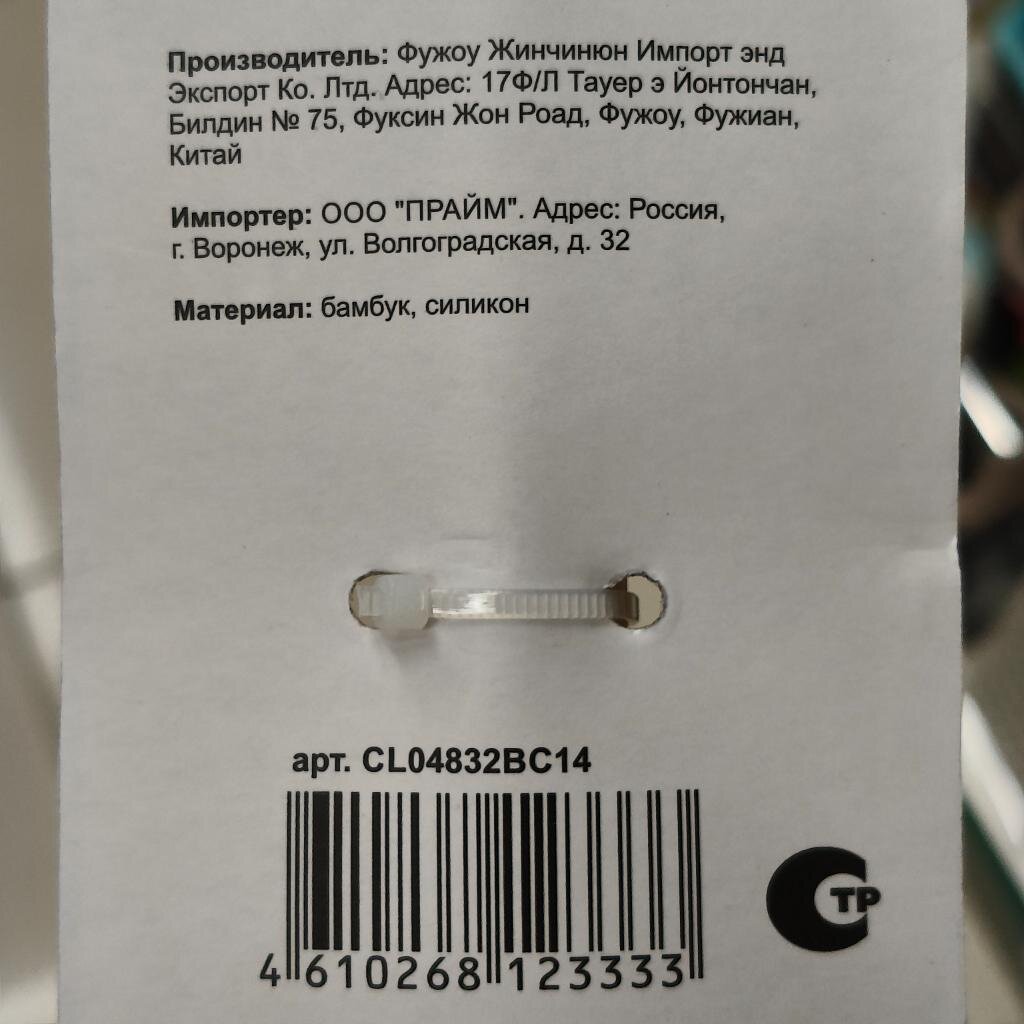 Производитель: Фужоу Жинчинюн Импорт энд
Экспорт Ко. Лтд. Адрес: 17Ф/Л Тауер э Йонтончан,
Билдин № 75, Фуксин Жон Роад, Фужоу, Фужиан,
Китай
Импортер: ООО "ПРАЙМ". Адрес: Россия,
г. Воронеж, ул. Волгоградская, д. 32
Материал: бамбук, силикон
арт. CL04832BC14
4 610268 123333
СТР